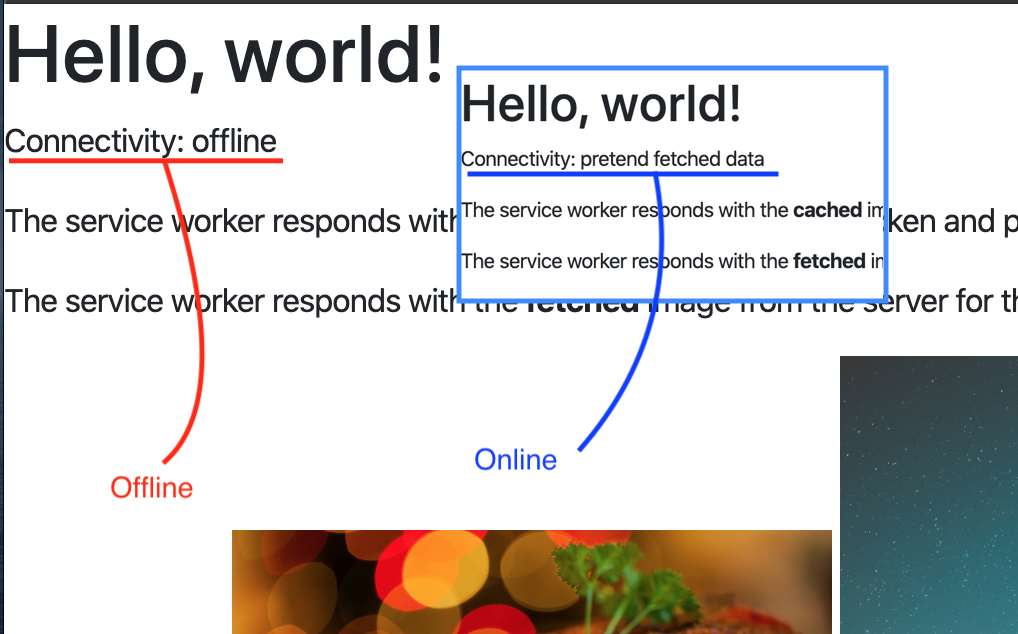 Hello, world!
Connectivity: offline
The service worker responds with
ken and p
The service worker responds with the fetched image from the server for th
Hello, world!
Connectivity: pretend fetched data
The service worker responds with the cached im
The service worker responds with the fetched in
Offline
Online